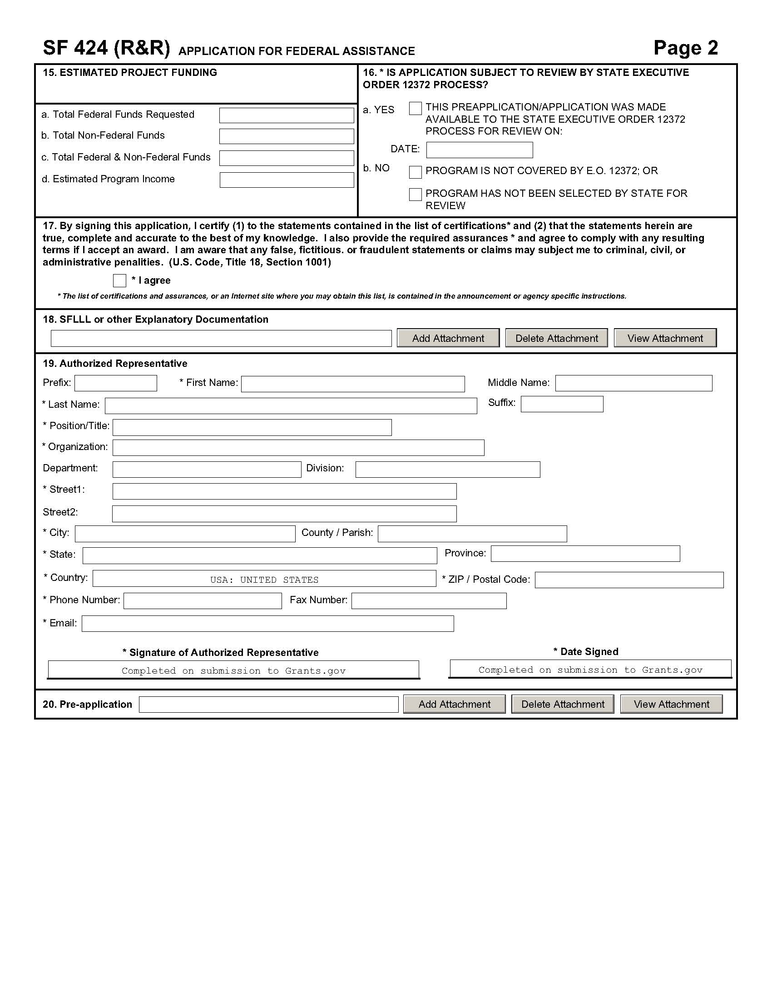 SF 424 (R&R) APPLICATION FOR FEDERAL ASSISTANCE Page 2
15. ESTIMATED PROJECT FUNDING
a. Total Federal Funds Requested
b. Total Non-Federal Funds
c. Total Federal & Non-Federal Funds
d. Estimated Program Income
16. * IS APPLICATION SUBJECT TO REVIEW BY STATE EXECUTIVE
ORDER 12372 PROCESS?
a. YES THIS PREAPPLICATION/APPLICATION WAS MADE
AVAILABLE TO THE STATE EXECUTIVE ORDER 12372
PROCESS FOR REVIEW ON:
DATE:
b. NO PROGRAM IS NOT COVERED BY E.O. 12372; OR
PROGRAM HAS NOT BEEN SELECTED BY STATE FOR
REVIEW
17. By signing this application, I certify (1) to the statements contained in the list of certifications* and (2) that the statements herein are
true, complete and accurate to the best of my knowledge. I also provide the required assurances * and agree to comply with any resulting
terms if I accept an award. I am aware that any false, fictitious. or fraudulent statements or claims may subject me to criminal, civil, or
administrative penalities. (U.S. Code, Title 18, Section 1001)
* I agree
* The list of certifications and assurances, or an Internet site where you may obtain this list, is contained in the announcement or agency specific instructions.
18. SFLLL or other Explanatory Documentation
Add Attachment Delete Attachment View Attachment
19. Authorized Representative
Prefix: * First Name: Middle Name:
* Last Name: Suffix:
* Position/Title:
* Organization:
Department: Division:
* Street1:
Street2:
* City: County / Parish:
* State: Province:
* Country: USA: UNITED STATES * ZIP / Postal Code:
* Phone Number: Fax Number:
* Email:
* Signature of Authorized Representative * Date Signed
Completed on submission to Grants.gov Completed on submission to Grants.gov
20. Pre-application Add Attachment Delete Attachment View Attachment